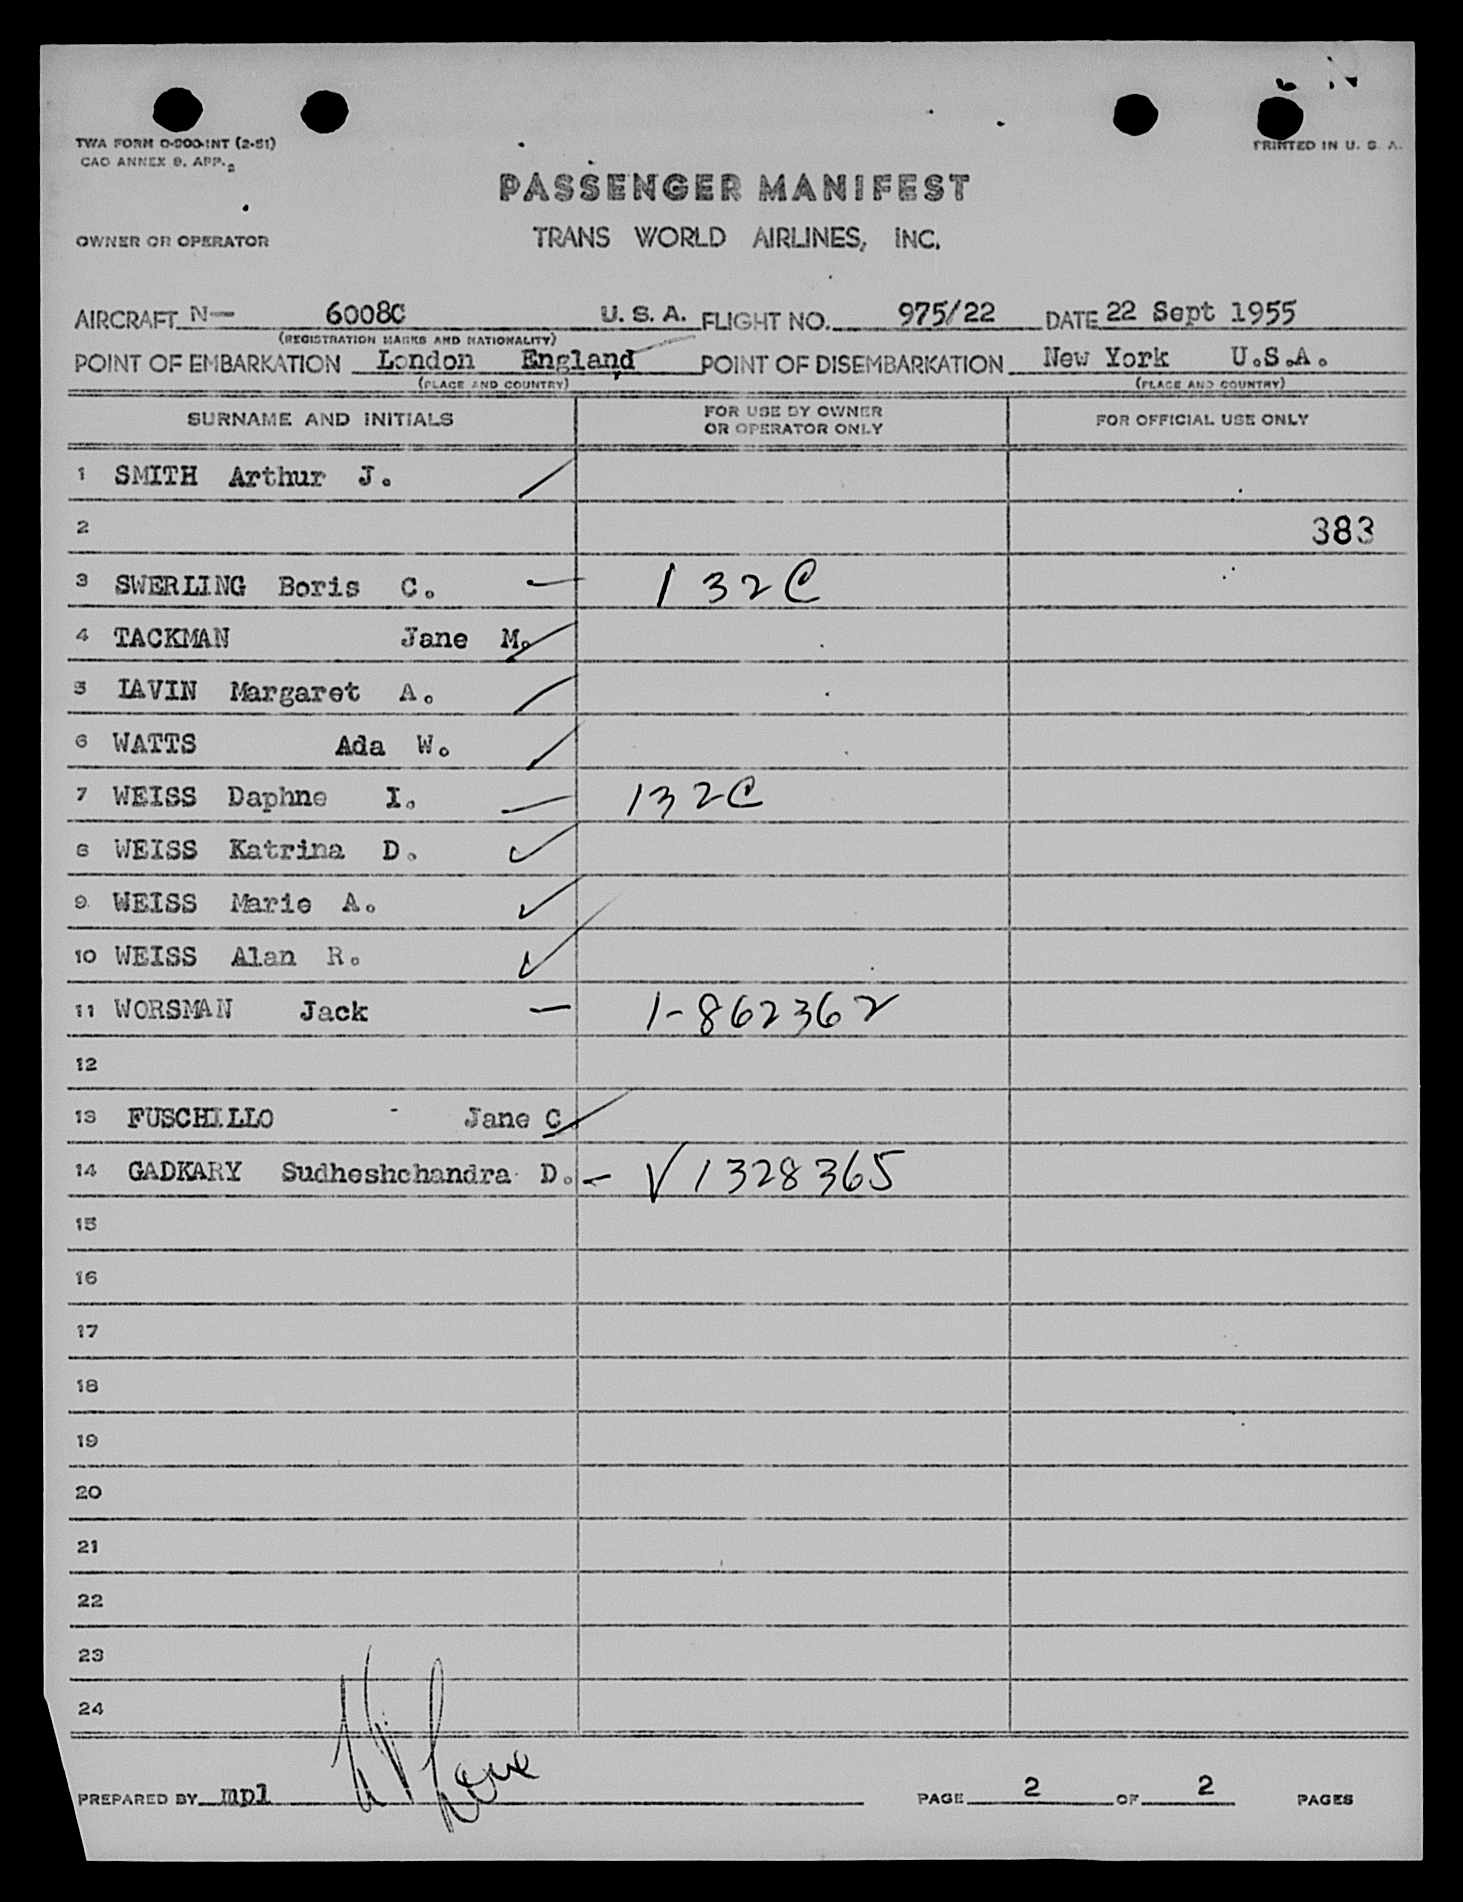 TWA FORM O-900-INT (2-51)
CAO ANNEX 9. APP. 2
PRINTED IN U. S. A.
PASSENGER MANIFEST
OWNER OR OPERATOR
TRANS WORLD AIRLINES, INC.
AIRCRAFT N- 6008C U. S. A. FLIGHT NO. 975/22 DATE 22 Sept 1955
(REGISTRATION MARKS AND NATIONALITY)
POINT OF EMBARKATION London England POINT OF DISEMBARKATION New York U.S.A.
(PLACE AND COUNTRY) (PLACE AND COUNTRY)
SURNAME AND INITIALS FOR USE BY OWNER OR OPERATOR ONLY FOR OFFICIAL USE ONLY
1 SMITH Arthur J.
2 383
3 SWERLING Boris C. — 132C
4 TACKMAN Jane M.
5 LAVIN Margaret A.
6 WATTS Ada W.
7 WEISS Daphne I. — 132C
8 WEISS Katrina D. ✓
9 WEISS Marie A. ✓
10 WEISS Alan R. ✓
11 WORSMAN Jack — 1-862362
12
13 FUSCHILLO - Jane C.
14 GADKARY Sudheshchandra D. — V1328365
15
16
17
18
19
20
21
22
23
24
PREPARED BY mpl PAGE 2 OF 2 PAGES